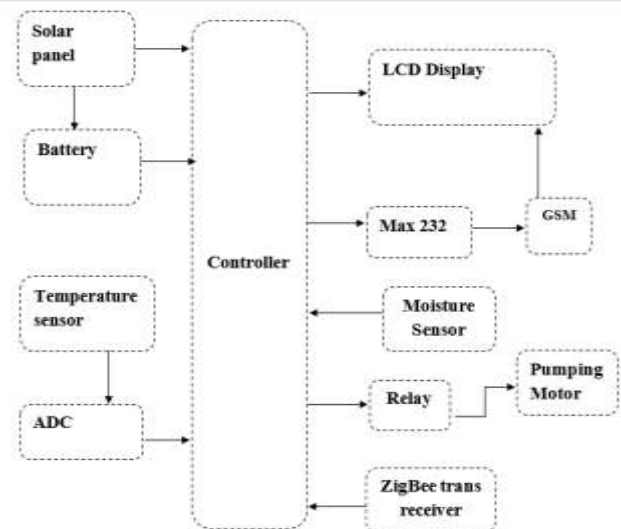 Solar
panel
LCD Display
Battery
GSM
Max 232
Controller
Temperature
sensor
Moisture
Sensor
Pumping
Motor
Relay
ADC
ZigBee trans
receiver